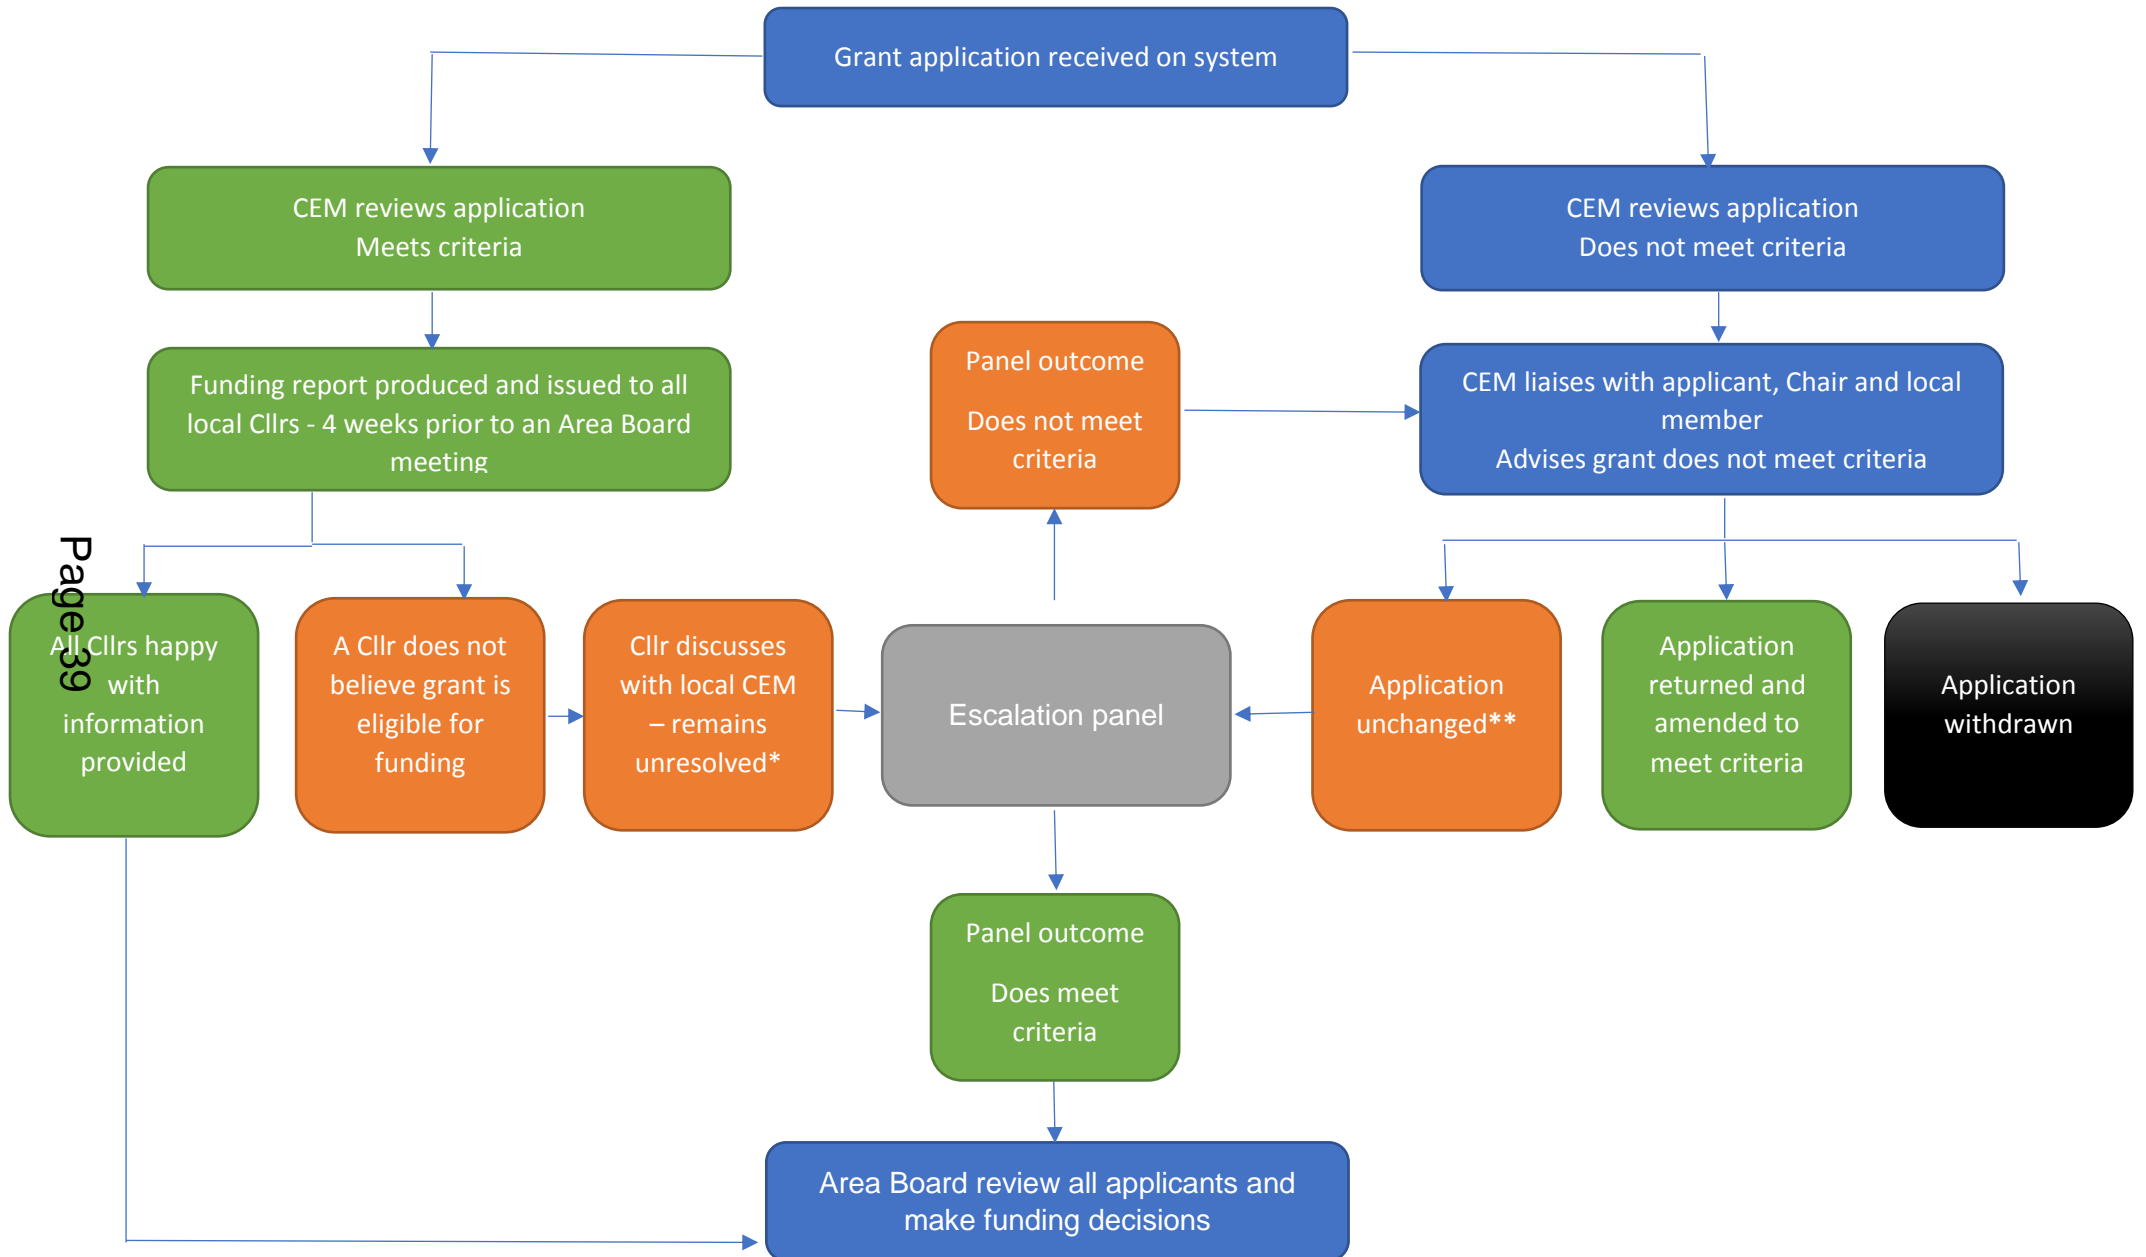 Grant application received on system
CEM reviews application
Meets criteria
CEM reviews application
Does not meet criteria
Funding report produced and issued to all
local Cllrs - 4 weeks prior to an Area Board
meeting
Panel outcome
Does not meet
criteria
CEM liaises with applicant, Chair and local
member
Advises grant does not meet criteria
Page 39
All Cllrs happy
with
information
provided
A Cllr does not
believe grant is
eligible for
funding
Cllr discusses
with local CEM
– remains
unresolved*
Escalation panel
Application
unchanged**
Application
returned and
amended to
meet criteria
Application
withdrawn
Panel outcome
Does meet
criteria
Area Board review all applicants and
make funding decisions